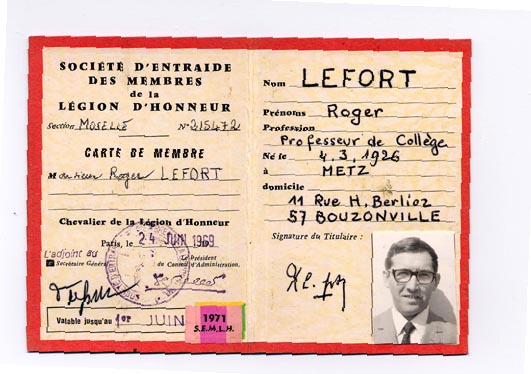 SOCIÉTÉ D'ENTRAIDE
DES MEMBRES
de la
LÉGION D'HONNEUR
Section MOSELLE N° 215472
CARTE DE MEMBRE
Monsieur Roger LEFORT
Chevalier de la Légion d'Honneur
Paris, le 24 JUIN 1969
L'adjoint au
Secrétaire Général
Le Président
du Conseil d'Administration.
Valable jusqu'au 1er JUIN
1971
S.E.M.L.H.
Nom LEFORT
Prénoms Roger
Profession
Professeur de Collège
Né le 4.3.1926
à METZ
domicile
11 Rue H. Berlioz
57 BOUZONVILLE
Signature du Titulaire :